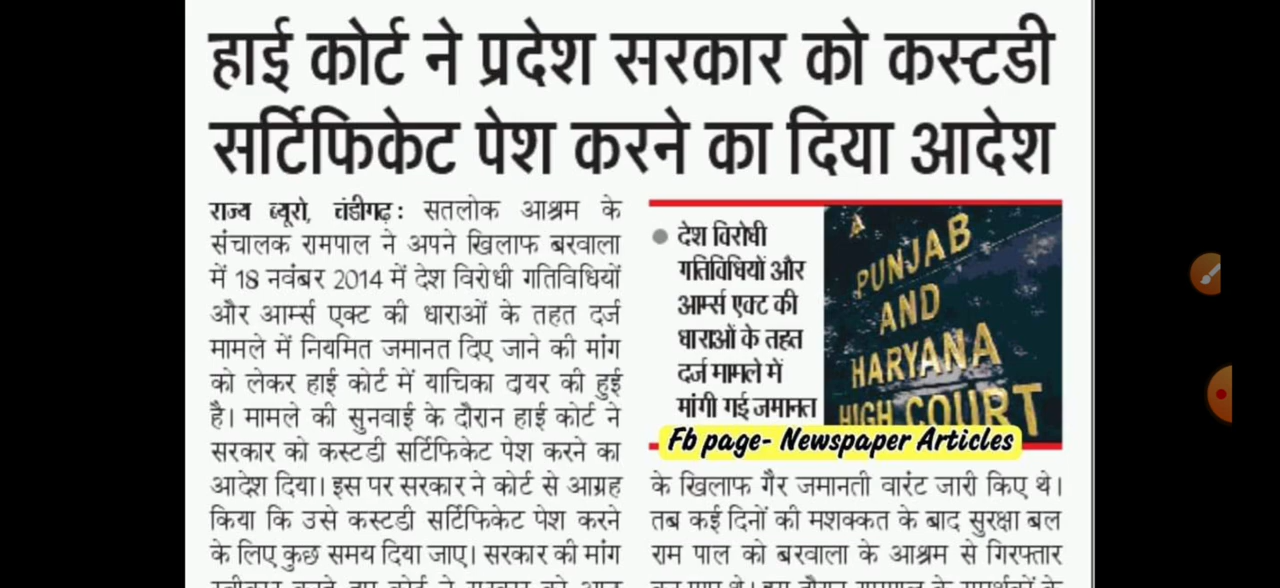 हाई कोर्ट ने प्रदेश सरकार को कस्टडी
सर्टिफिकेट पेश करने का दिया आदेश
राज्य ब्यूरो, चंडीगढ़ : सतलोक आश्रम के
संचालक रामपाल ने अपने खिलाफ बरवाला
में 18 नवंबर 2014 में देश विरोधी गतिविधियों
और आर्म्स एक्ट की धाराओं के तहत दर्ज
मामले में नियमित जमानत दिए जाने की मांग
को लेकर हाई कोर्ट में याचिका दायर की हुई
है। मामले की सुनवाई के दौरान हाई कोर्ट ने
सरकार को कस्टडी सर्टिफिकेट पेश करने का
आदेश दिया। इस पर सरकार ने कोर्ट से आग्रह
किया कि उसे कस्टडी सर्टिफिकेट पेश करने
के लिए कुछ समय दिया जाए। सरकार की मांग
देश विरोधी
गतिविधियों और
आर्म्स एक्ट की
धाराओं के तहत
दर्ज मामले में
मांगी गई जमानत
PUNJAB
AND
HARYANA
HIGH COURT
Fb page- Newspaper Articles
के खिलाफ गैर जमानती वारंट जारी किए थे।
तब कई दिनों की मशक्कत के बाद सुरक्षा बल
राम पाल को बरवाला के आश्रम से गिरफ्तार